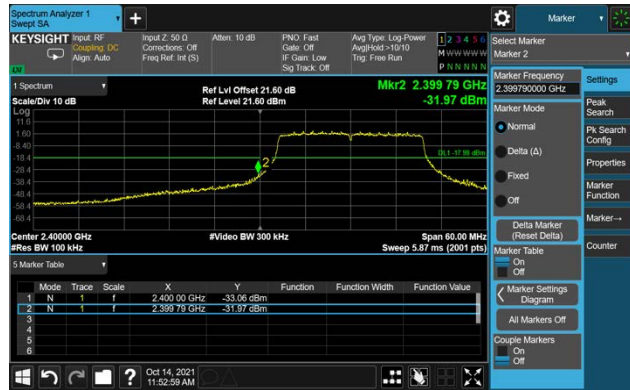 Spectrum Analyzer 1
Swept SA
+
Marker
KEYSIGHT
Input: RF
Coupling: DC
Align: Auto
Input Z: 50 Ω
Corrections: Off
Freq Ref: Int (S)
Atten: 10 dB
PNO: Fast
Gate: Off
IF Gain: Low
Sig Track: Off
Avg Type: Log-Power
Avg|Hold:>10/10
Trig: Free Run
1 2 3 4 5 6
M W W W W W
P N N N N N
Select Marker
Marker 2
1 Spectrum
Scale/Div 10 dB
Ref Lvl Offset 21.60 dB
Ref Level 21.60 dBm
Mkr2 2.399 79 GHz
-31.97 dBm
Log
11.6
1.60
-8.40
-18.4
-28.4
-38.4
-48.4
-58.4
-68.4
2
DL1 -17.99 dBm
Center 2.40000 GHz
#Res BW 100 kHz
#Video BW 300 kHz
Span 60.00 MHz
Sweep 5.87 ms (2001 pts)
5 Marker Table
Mode Trace Scale X Y Function Function Width Function Value
1 N 1 f 2.400 00 GHz -33.06 dBm
2 N 1 f 2.399 79 GHz -31.97 dBm
3
4
5
6
Marker Frequency
2.399790000 GHz
Marker Mode
Normal
Delta (Δ)
Fixed
Off
Delta Marker
(Reset Delta)
Marker Table
On
Off
Marker Settings
Diagram
All Markers Off
Couple Markers
On
Off
Settings
Peak
Search
Pk Search
Config
Properties
Marker
Function
Marker→
Counter
?
Oct 14, 2021
11:52:59 AM